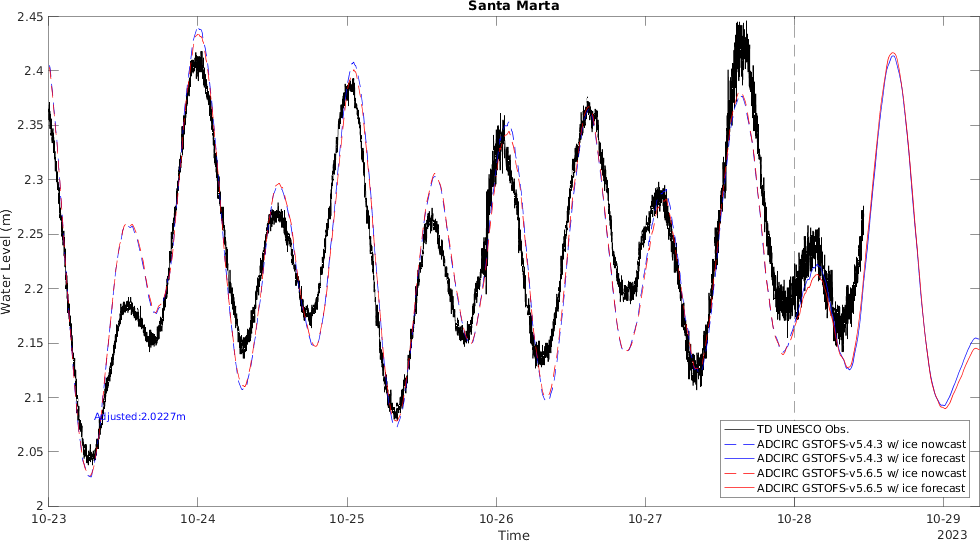 Santa Marta
2.45
2.4
2.35
2.3
2.25
2.2
2.15
2.1
2.05
2
Water Level (m)
Adjusted:2.0227m
TD UNESCO Obs.
ADCIRC GSTOFS-v5.4.3 w/ ice nowcast
ADCIRC GSTOFS-v5.4.3 w/ ice forecast
ADCIRC GSTOFS-v5.6.5 w/ ice nowcast
ADCIRC GSTOFS-v5.6.5 w/ ice forecast
10-23 10-24 10-25 10-26 10-27 10-28 10-29
Time
2023